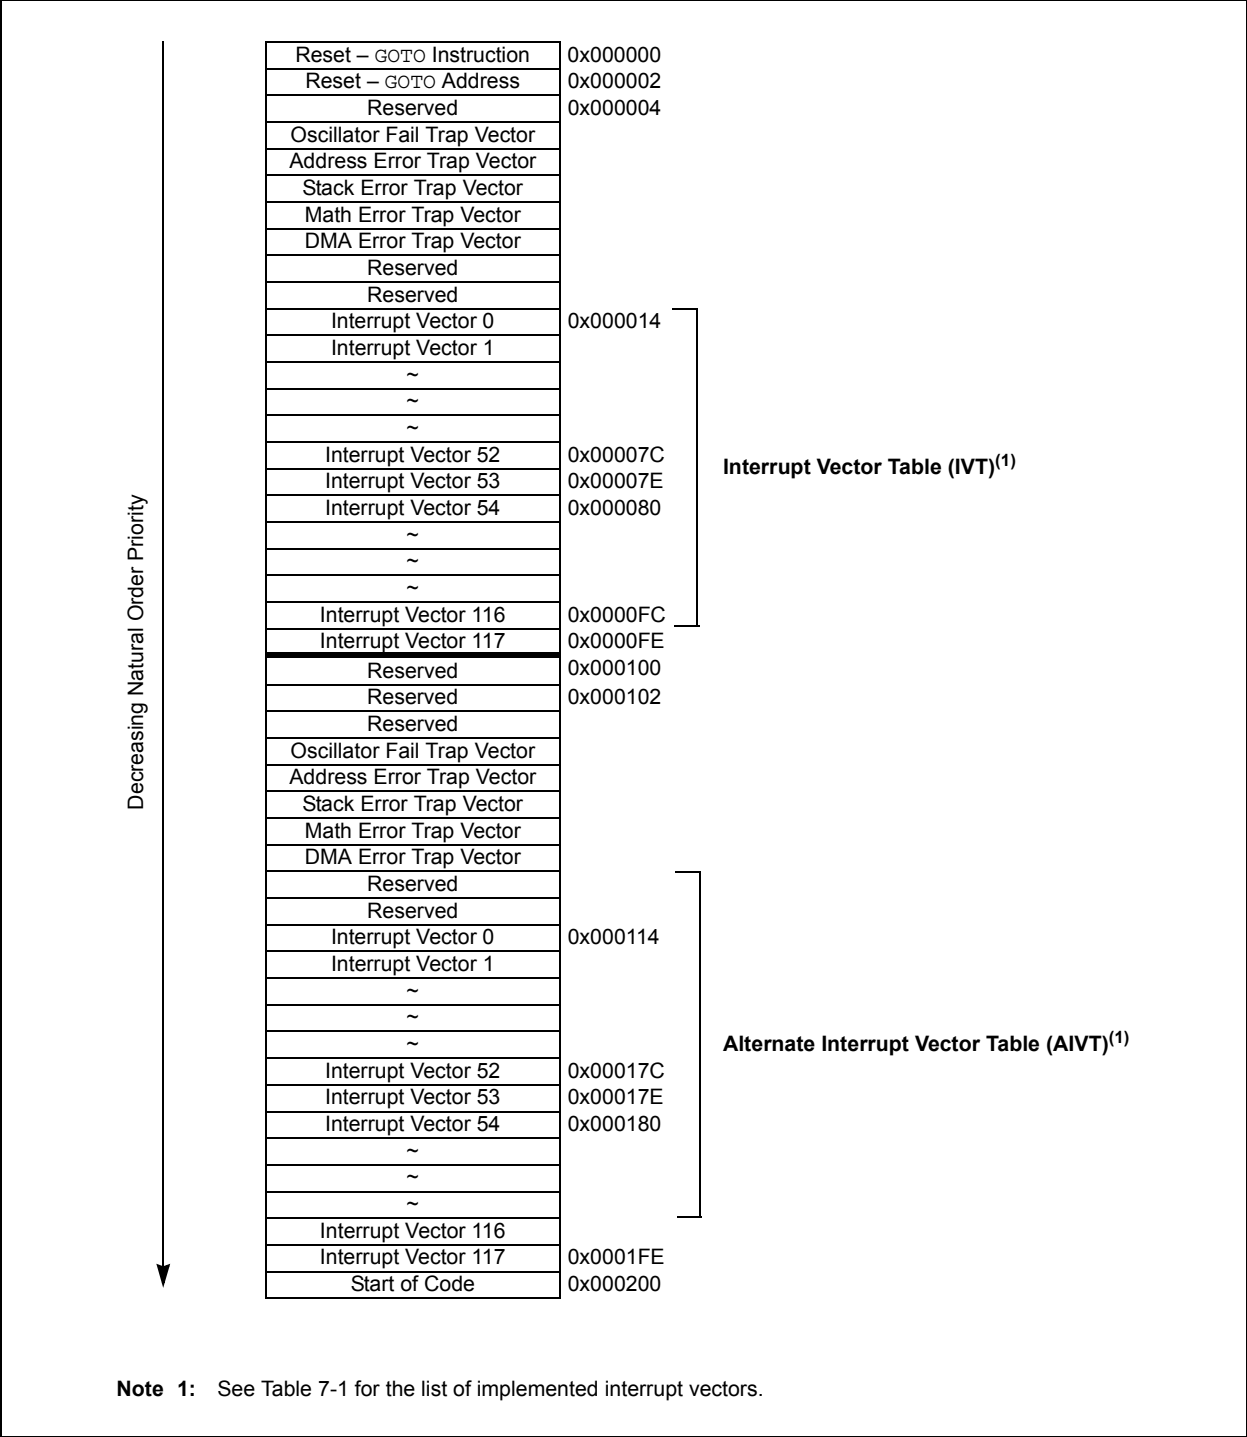 Reset – GOTO Instruction 0x000000
Reset – GOTO Address 0x000002
Reserved 0x000004
Oscillator Fail Trap Vector
Address Error Trap Vector
Stack Error Trap Vector
Math Error Trap Vector
DMA Error Trap Vector
Reserved
Reserved
Interrupt Vector 0 0x000014
Interrupt Vector 1
~
~
~
Interrupt Vector 52 0x00007C
Interrupt Vector Table (IVT)(1)
Interrupt Vector 53 0x00007E
Interrupt Vector 54 0x000080
~
~
~
Interrupt Vector 116 0x0000FC
Interrupt Vector 117 0x0000FE
Decreasing Natural Order Priority
Reserved 0x000100
Reserved 0x000102
Reserved
Oscillator Fail Trap Vector
Address Error Trap Vector
Stack Error Trap Vector
Math Error Trap Vector
DMA Error Trap Vector
Reserved
Reserved
Interrupt Vector 0 0x000114
Interrupt Vector 1
~
~
~
Alternate Interrupt Vector Table (AIVT)(1)
Interrupt Vector 52 0x00017C
Interrupt Vector 53 0x00017E
Interrupt Vector 54 0x000180
~
~
~
Interrupt Vector 116
Interrupt Vector 117 0x0001FE
Start of Code 0x000200
Note 1: See Table 7-1 for the list of implemented interrupt vectors.